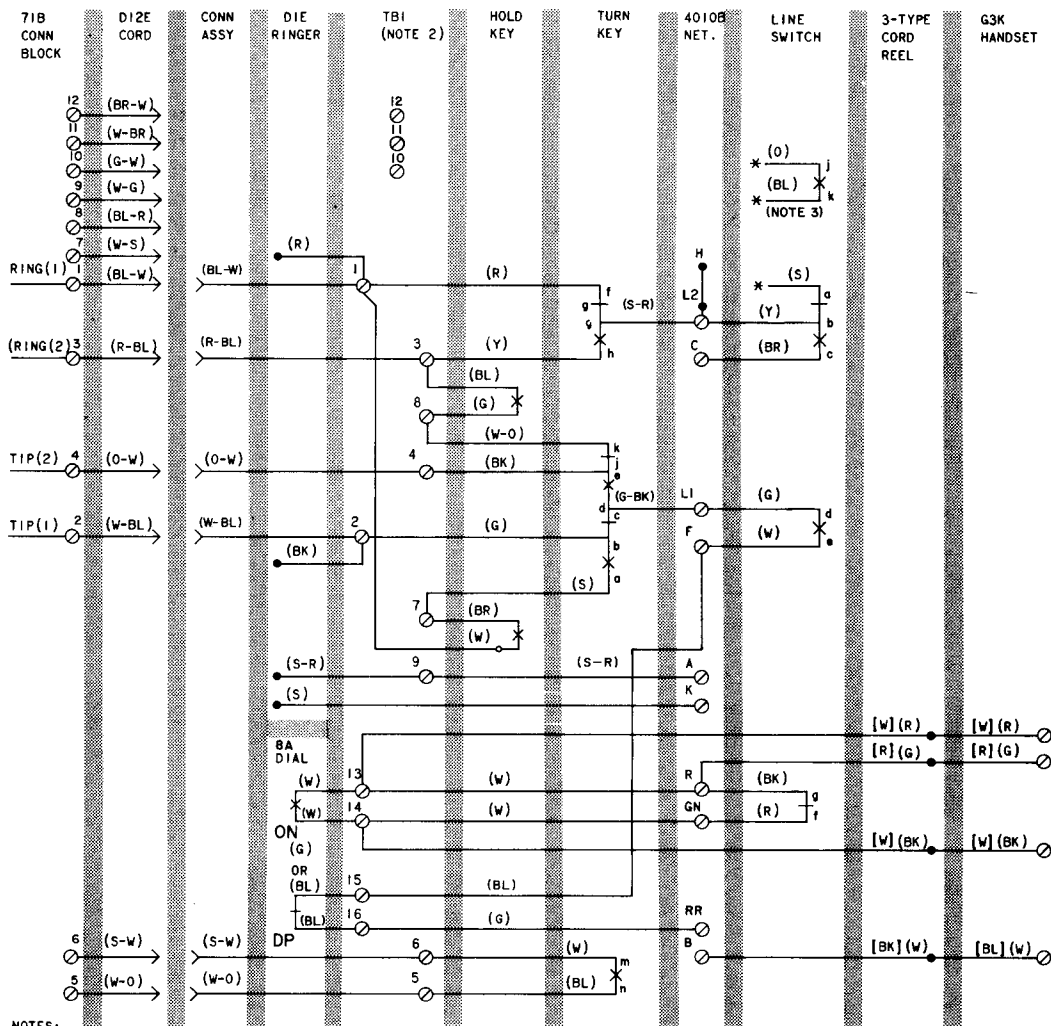 71B CONN BLOCK
D12E CORD
CONN ASSY
DIE RINGER
TB1 (NOTE 2)
HOLD KEY
TURN KEY
4010B NET.
LINE SWITCH
3-TYPE CORD REEL
G3K HANDSET
12 (BR-W) 12
11 (W-BR) 11
10 (G-W) 10
(O) j
9 (W-G)
(BL) k
8 (BL-R)
(NOTE 3)
7 (W-S)
(R)
H
RING(1) 1 (BL-W) (BL-W) 1 (R) f
(S) a
g (S-R) L2 (Y) b
g
(RING(2) 3 (R-BL) (R-BL) 3 (Y) h
C (BR) c
(BL)
8 (G)
(W-O) k
TIP(2) 4 (O-W) (O-W) 4 (BK) j
e
(G-BK) L1 (G) d
d c
TIP(1) 2 (W-BL) (W-BL) 2 (G)
F (W) e
(BK) b
a
(S)
7 (BR)
(W)
(S-R) 9 (S-R) A
(S) K
[W](R) [W](R)
8A DIAL
[R](G) [R](G)
(W) 13 (W) R (BK) g
(W) 14 (W) GN (R) f
ON
(G)
[W](BK) [W](BK)
OR
(BL) 15 (BL)
(BL) 16 (G) RR
DP
6 (S-W) (S-W) 6 (W) m
B [BK](W) [BL](W)
5 (W-O) (W-O) 5 (BL) n
NOTES: